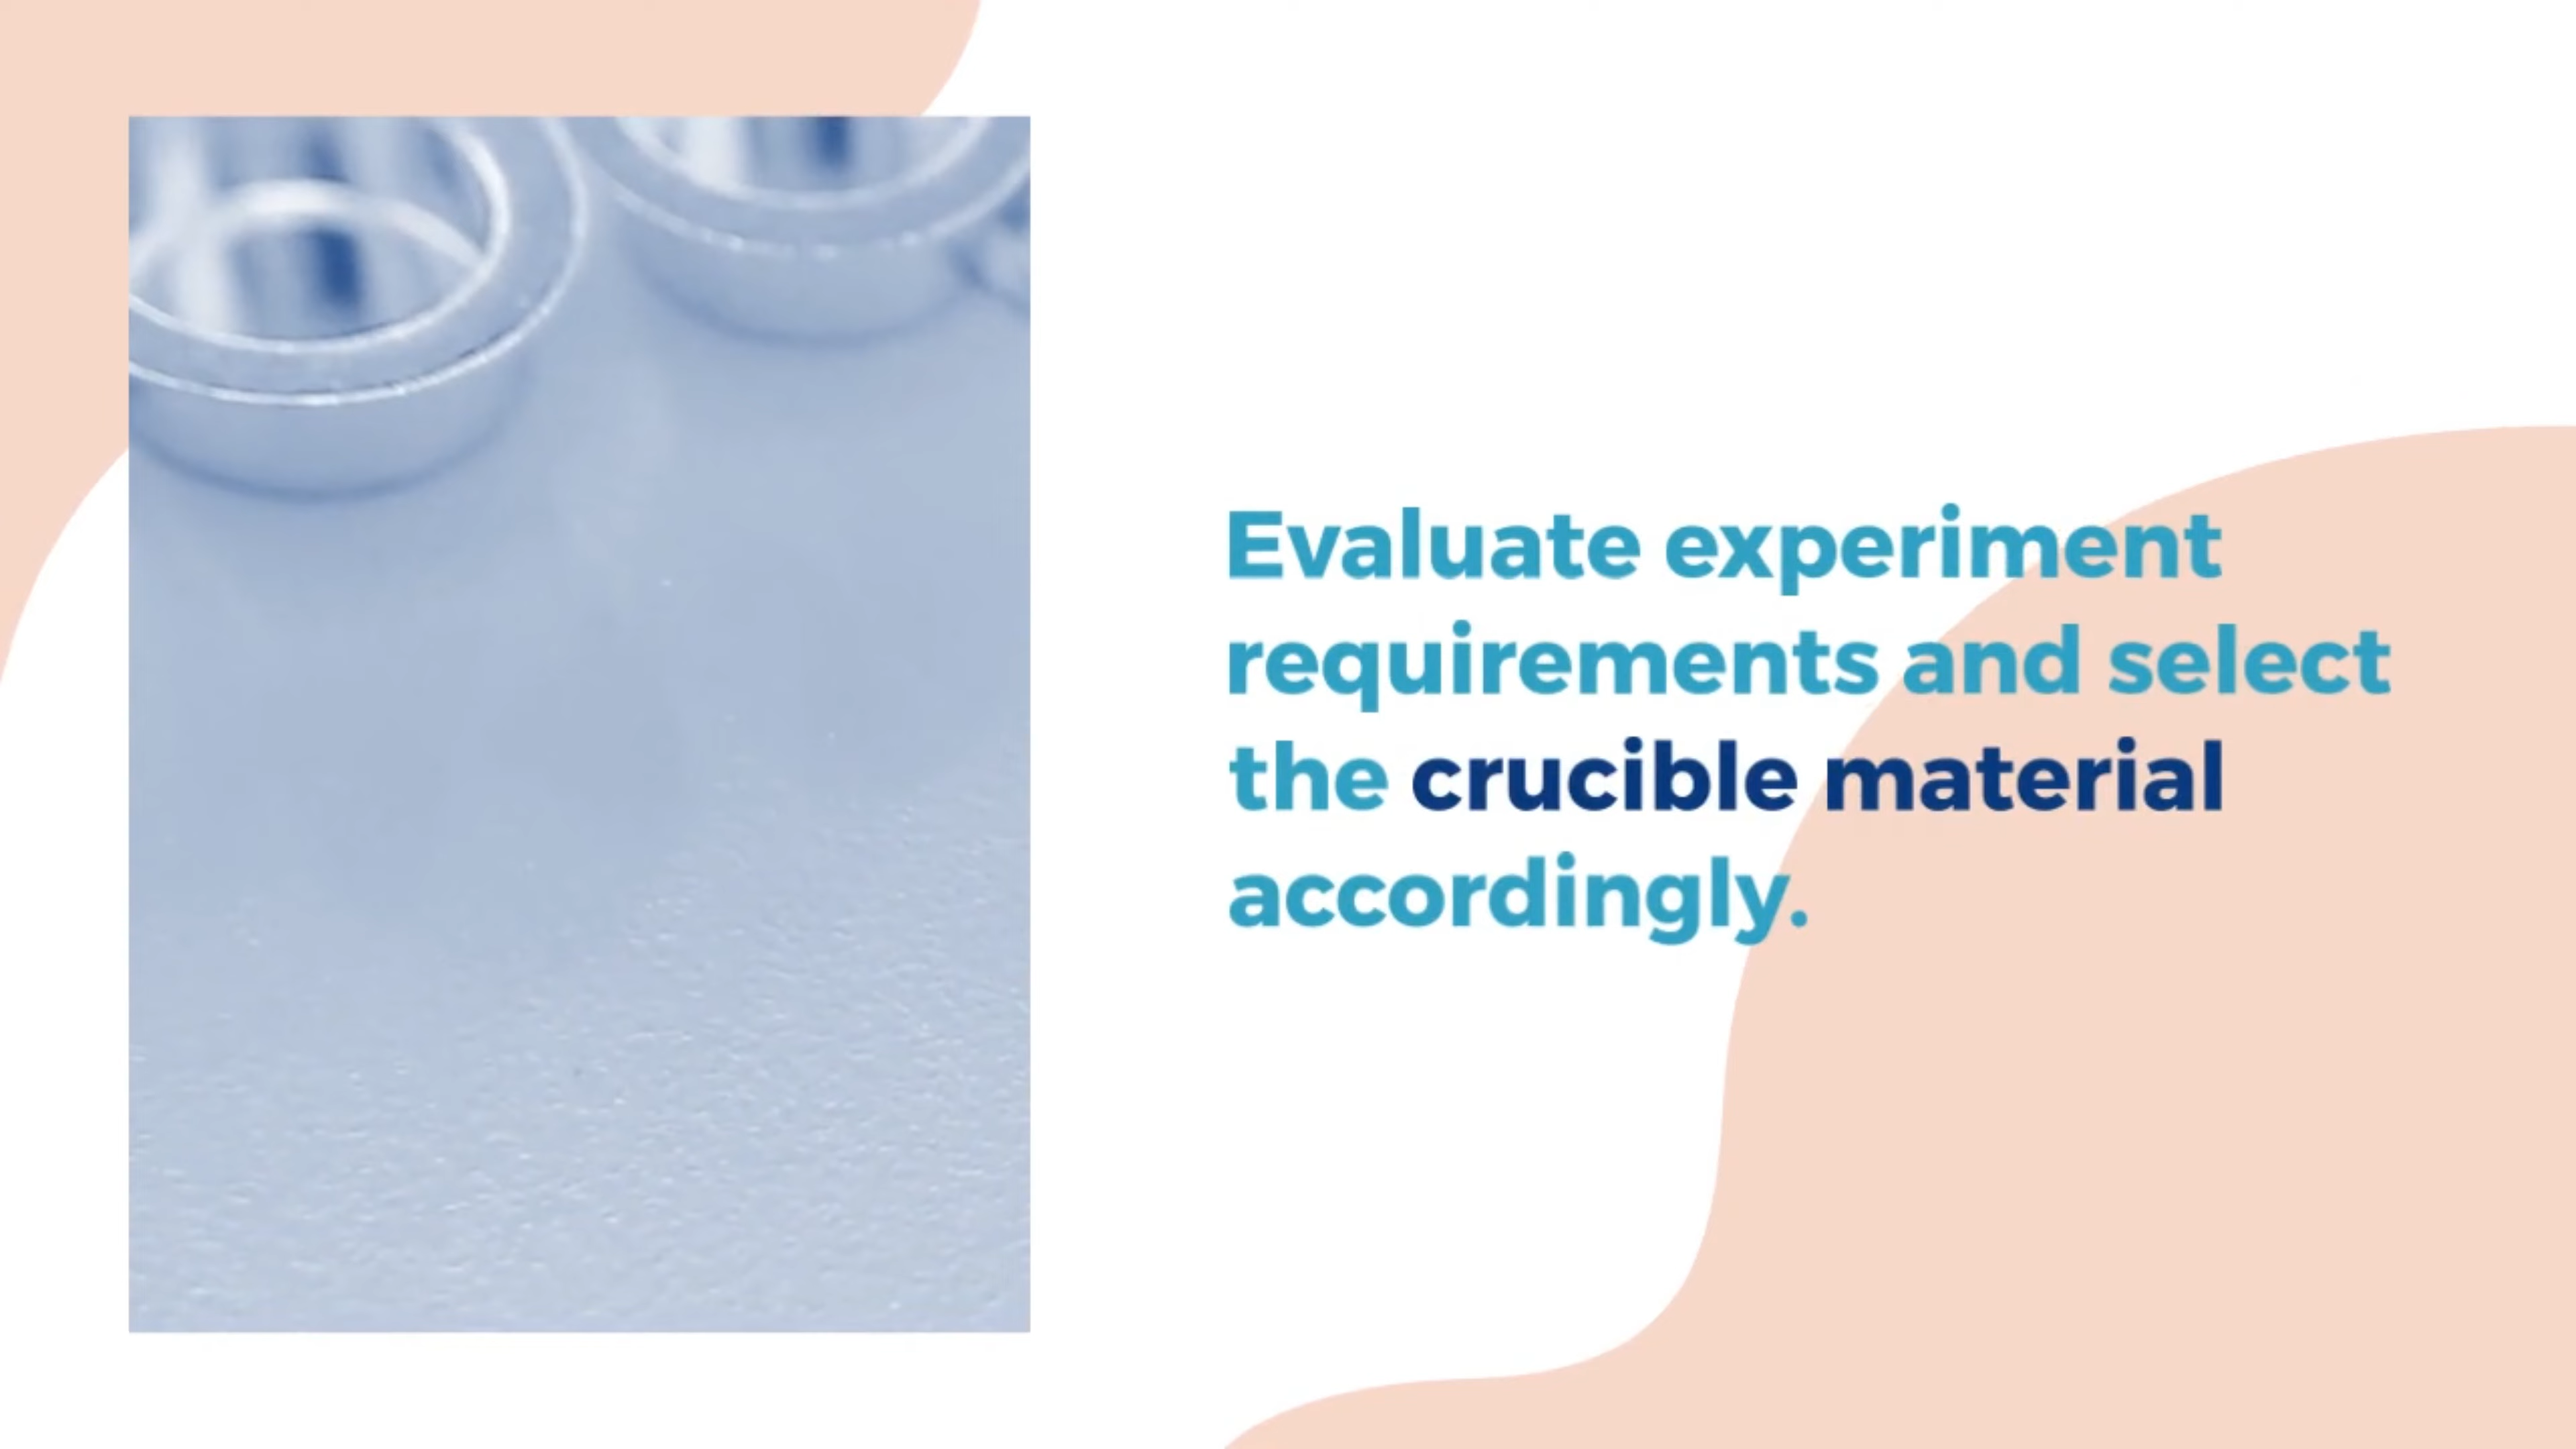 Evaluate experiment
requirements and select
the crucible material
accordingly.